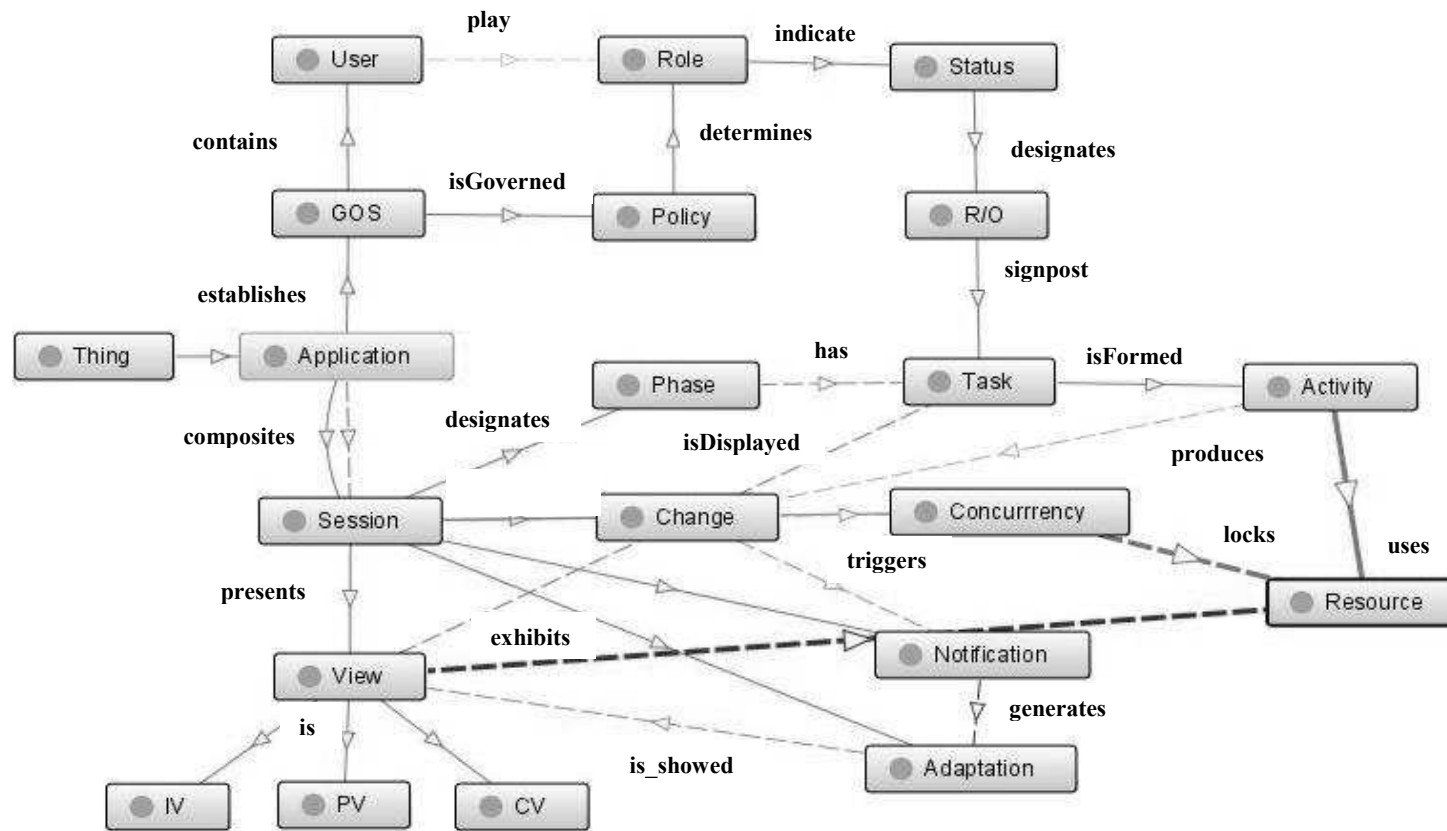 play
indicate
User
Role
Status
contains
determines
designates
isGoverned
GOS
Policy
R/O
signpost
establishes
Thing
Application
has
isFormed
Phase
Task
Activity
designates
composites
isDisplayed
produces
Session
Change
Concurrrency
locks
triggers
uses
presents
Resource
exhibits
Notification
View
generates
is
is_showed
Adaptation
IV
PV
CV